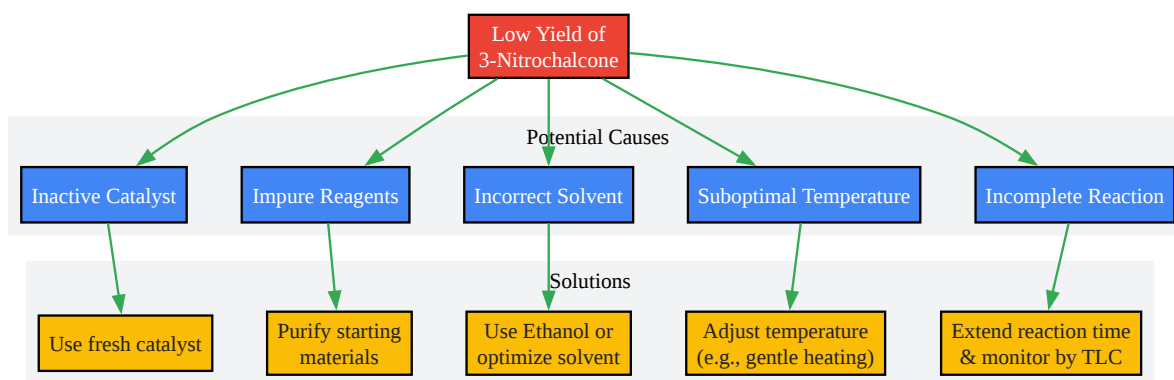 Low Yield of
3-Nitrochalcone
Potential Causes
Inactive Catalyst
Impure Reagents
Incorrect Solvent
Suboptimal Temperature
Incomplete Reaction
Solutions
Use fresh catalyst
Purify starting
materials
Use Ethanol or
optimize solvent
Adjust temperature
(e.g., gentle heating)
Extend reaction time
& monitor by TLC